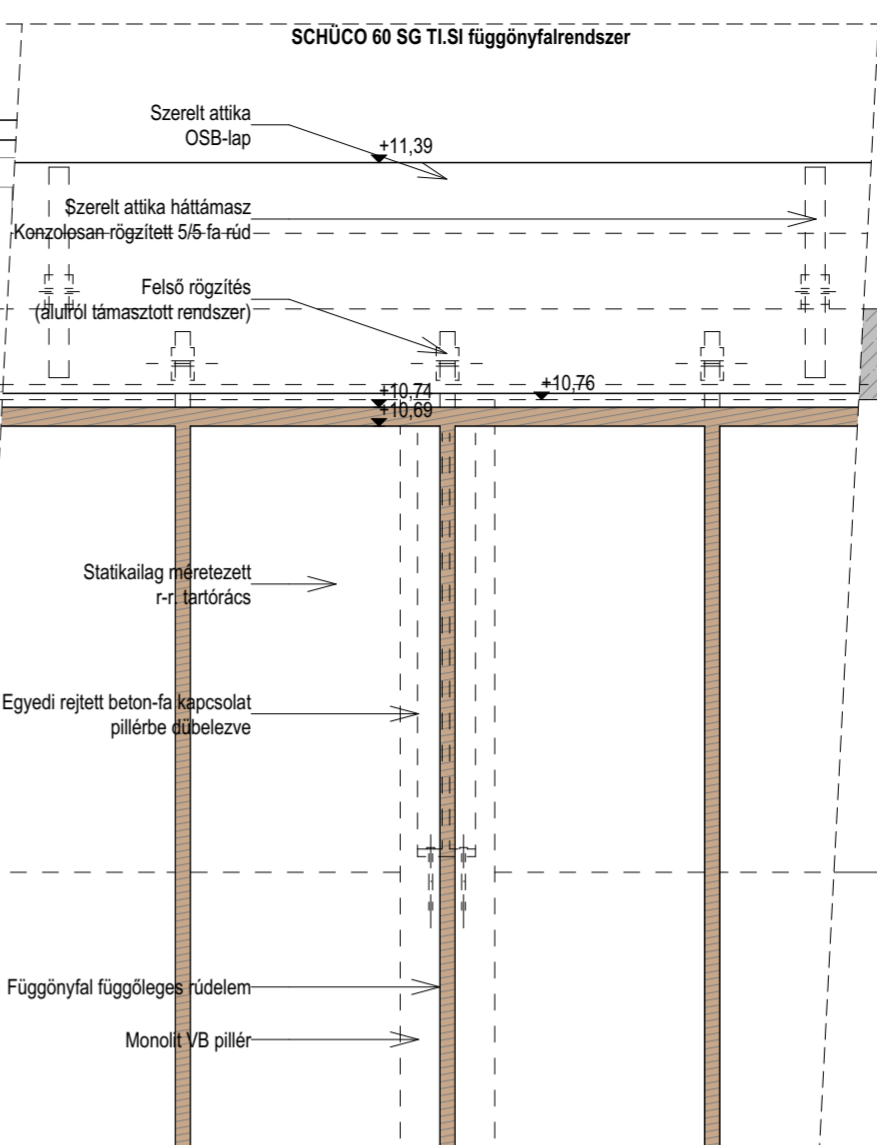 SCHÜCO 60 SG TI.SI függönyfalrendszer
Szerelt attika
OSB-lap
+11,39
Szerelt attika háttámasz
Konzolosan rögzített 5/5 fa rúd
Felső rögzítés
(alulról támasztott rendszer)
+10,74
+10,76
+10,69
Statikailag méretezett
r-r. tartórács
Egyedi rejtett beton-fa kapcsolat
pillérbe dübelezve
Függönyfal függőleges rúdelem
Monolit VB pillér